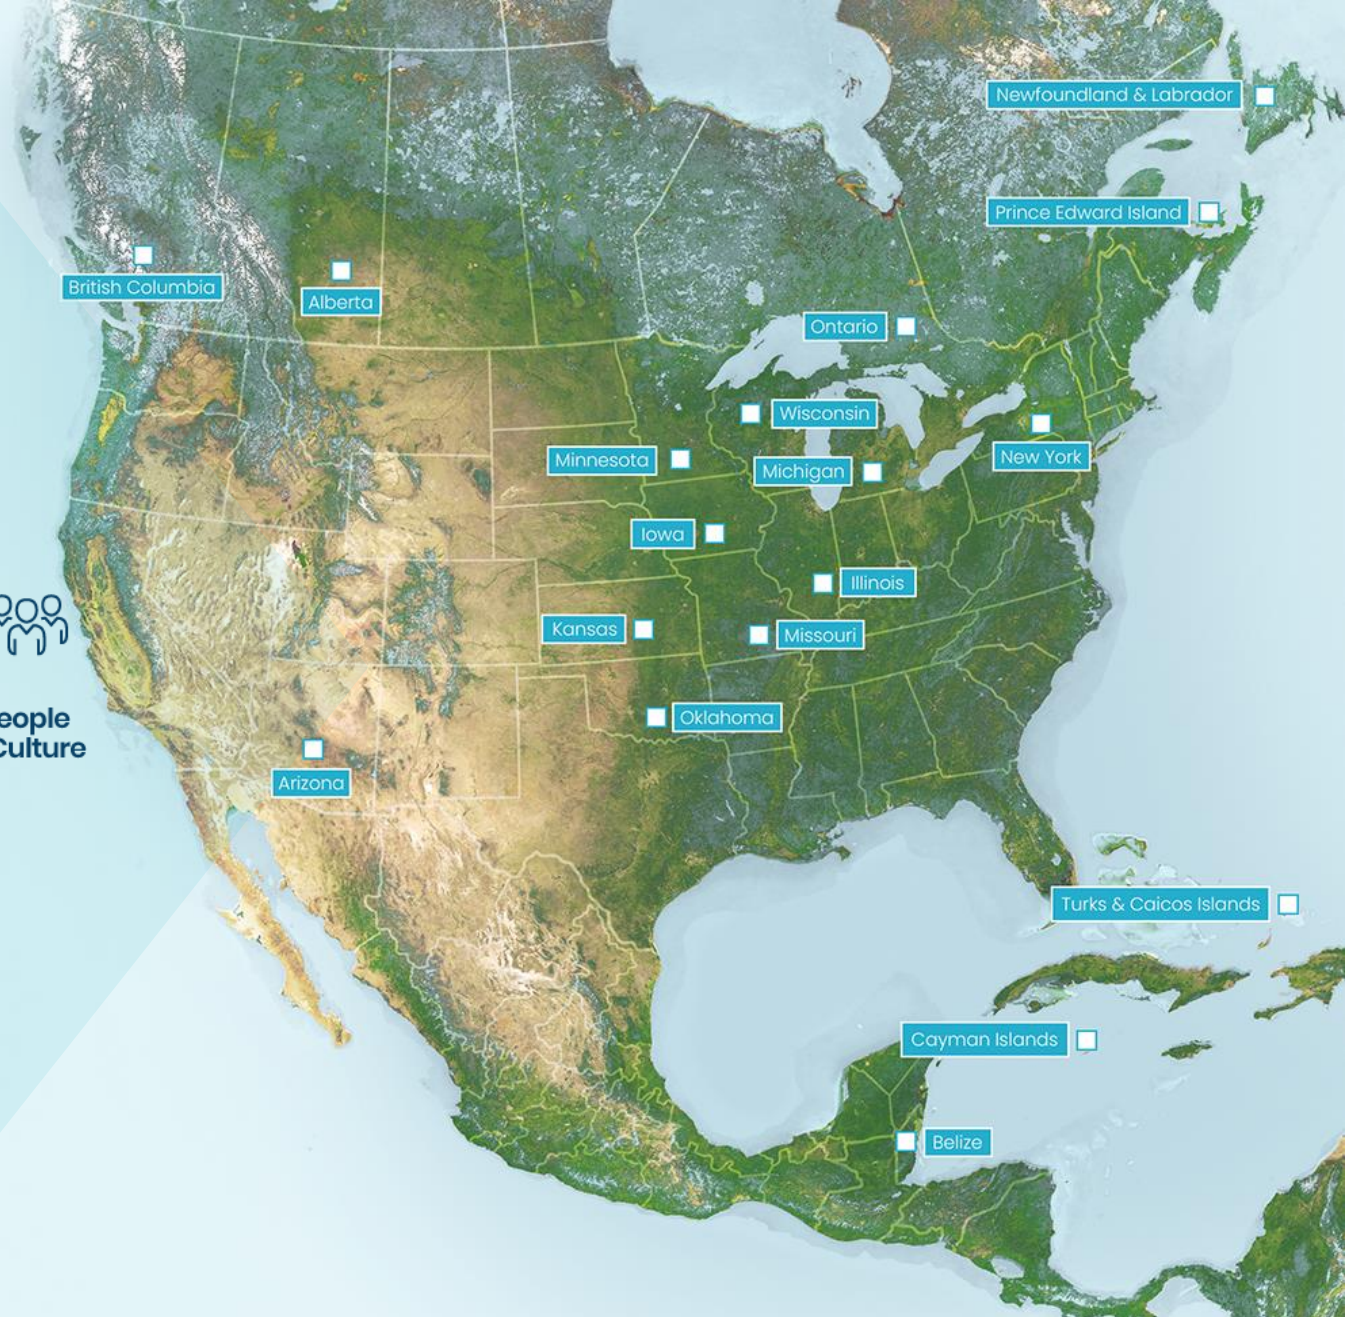 Newfoundland & Labrador
Prince Edward Island
British Columbia
Alberta
Ontario
Wisconsin
New York
Minnesota
Michigan
Iowa
Illinois
Kansas
Missouri
eople
Culture
Oklahoma
Arizona
Turks & Caicos Islands
Cayman Islands
Belize